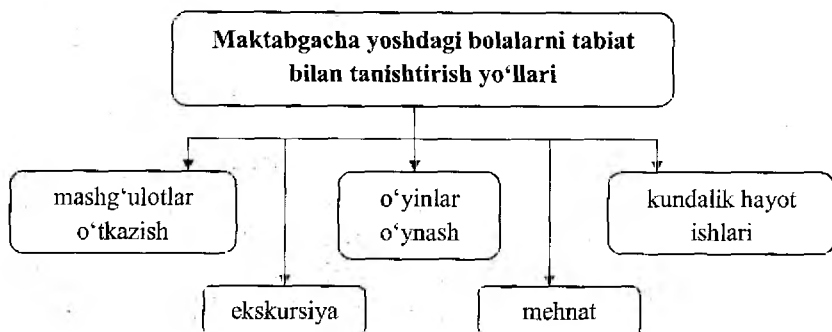 Maktabgacha yoshdagi bolalarni tabiat
bilan tanishtirish yo‘llari
mashg‘ulotlar
o‘tkazish
o‘yinlar
o‘ynash
kundalik hayot
ishlari
ekskursiya
mehnat